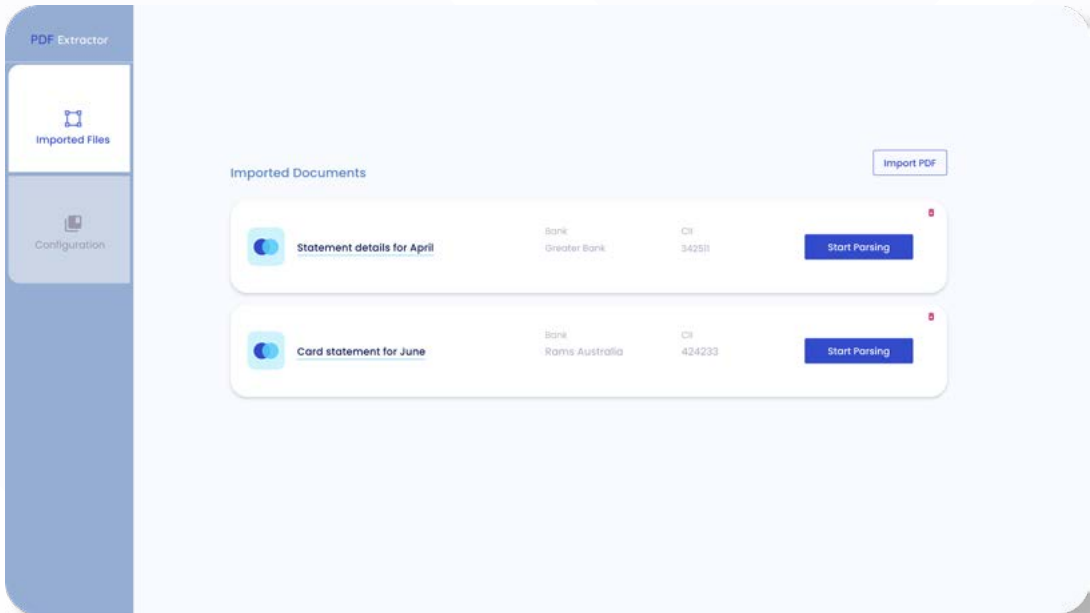 PDF Extractor
Imported Files
Configuration
Imported Documents
Import PDF
Statement details for April
Bank
Greater Bank
CII
342511
Start Parsing
Card statement for June
Bank
Rams Australia
CII
424233
Start Parsing